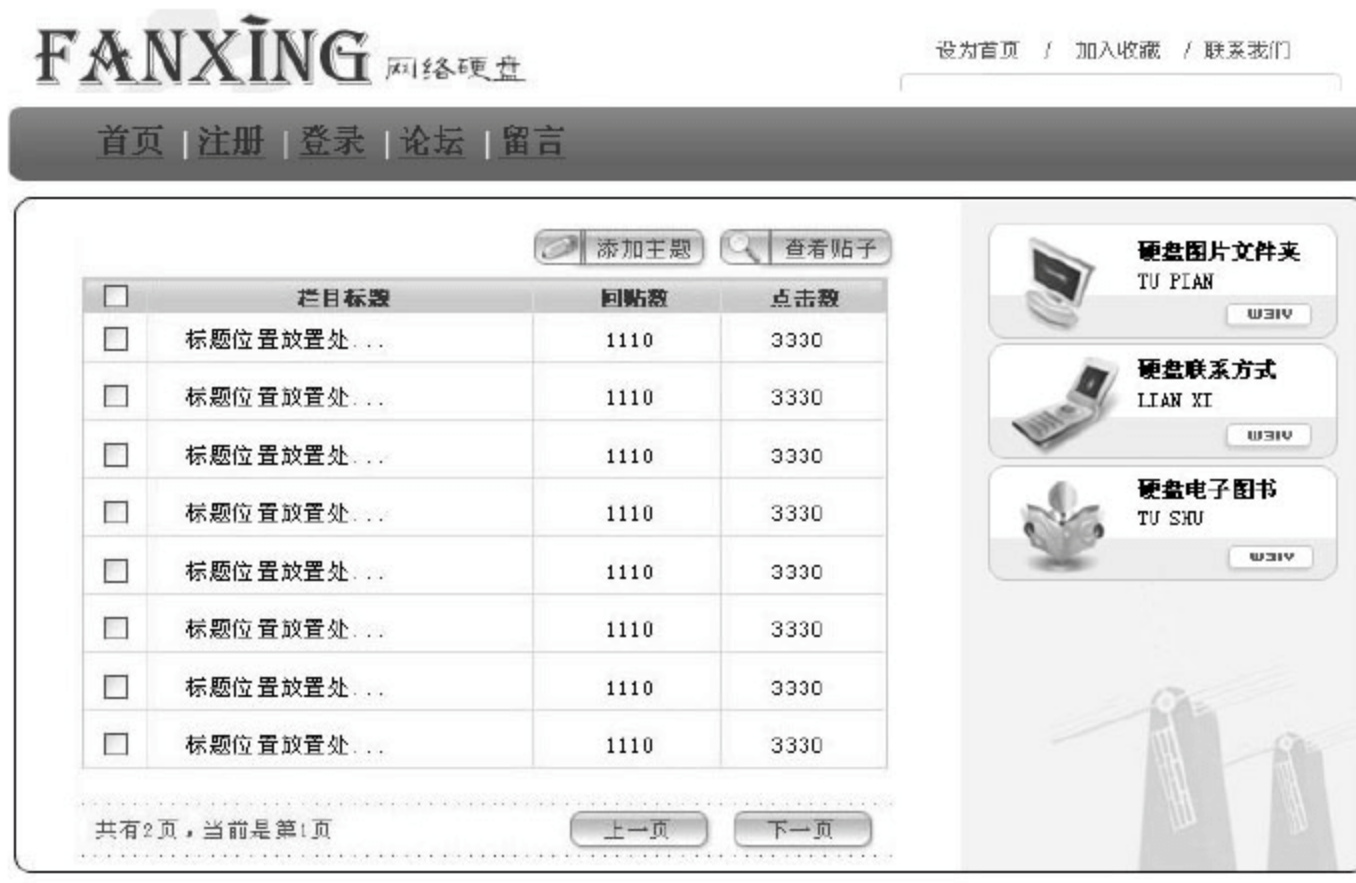 FANXING 网络硬盘
设为首页 / 加入收藏 / 联系我们
首页 | 注册 | 登录 | 论坛 | 留言
添加主题 查看贴子
栏目标题 回贴数 点击数
标题位置放置处... 1110 3330
标题位置放置处... 1110 3330
标题位置放置处... 1110 3330
标题位置放置处... 1110 3330
标题位置放置处... 1110 3330
标题位置放置处... 1110 3330
标题位置放置处... 1110 3330
标题位置放置处... 1110 3330
共有2页，当前是第1页 上一页 下一页
硬盘图片文件夹
TU PIAN
VIEW
硬盘联系方式
LIAN XI
VIEW
硬盘电子图书
TU SHU
VIEW